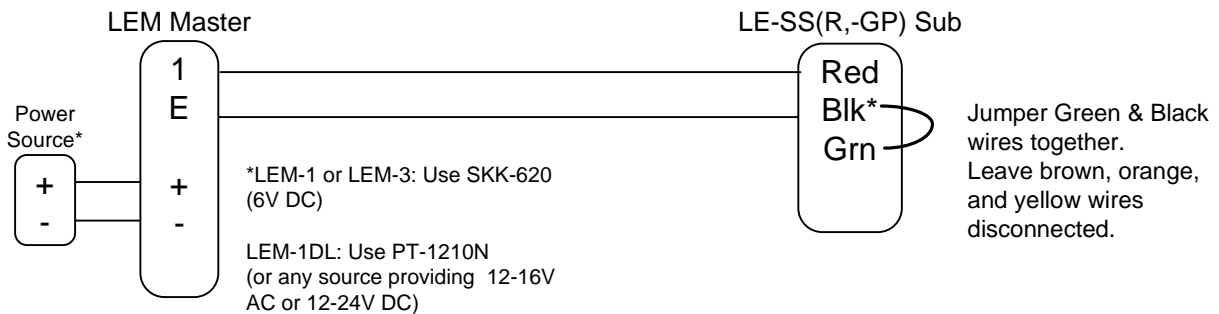 LEM Master
LE-SS(R,-GP) Sub
1
E
+
-
Power
Source*
+
-
*LEM-1 or LEM-3: Use SKK-620
(6V DC)
LEM-1DL: Use PT-1210N
(or any source providing 12-16V
AC or 12-24V DC)
Red
Blk*
Grn
Jumper Green & Black
wires together.
Leave brown, orange,
and yellow wires
disconnected.